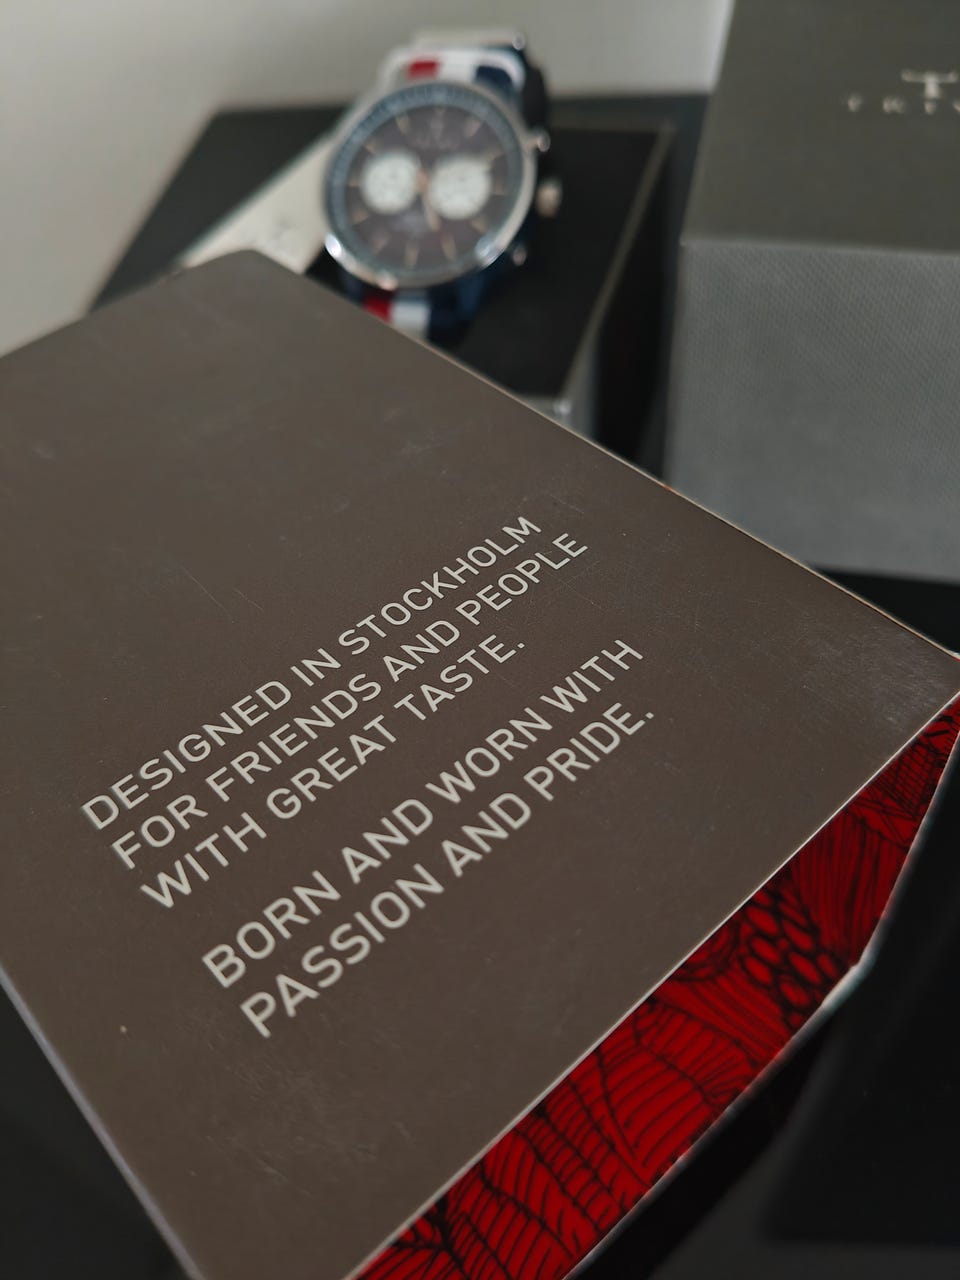 DESIGNED IN STOCKHOLM
FOR FRIENDS AND PEOPLE
WITH GREAT TASTE.
BORN AND WORN WITH
PASSION AND PRIDE.